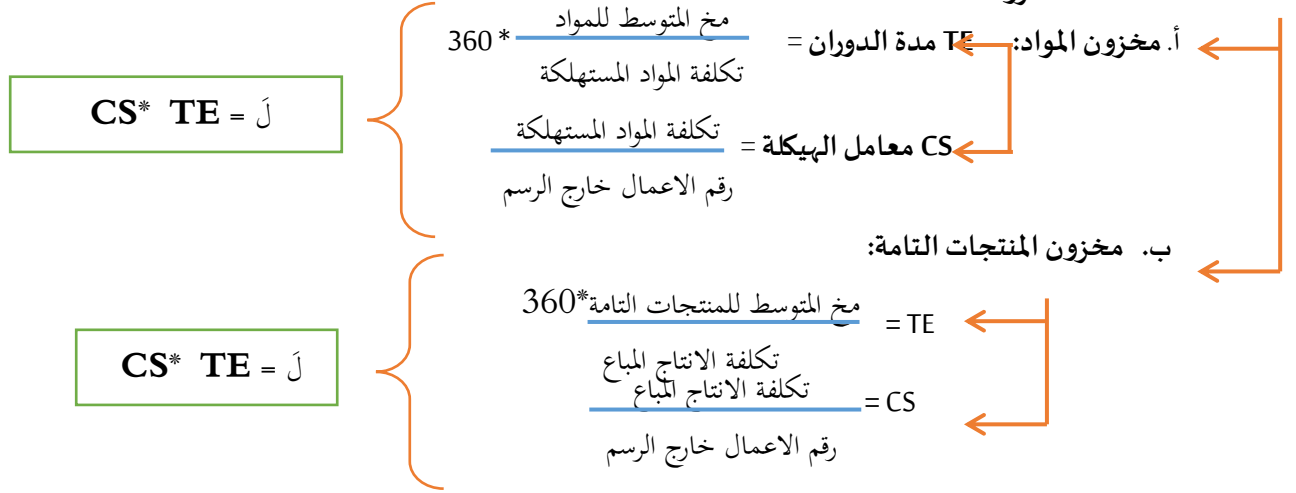 أ. مخزون المواد: TE مدة الدوران = مخ المتوسط للمواد * 360
تكلفة المواد المستهلكة
CS معامل الهيكلة = تكلفة المواد المستهلكة
رقم الاعمال خارج الرسم
لَ = CS* TE
ب. مخزون المنتجات التامة:
TE = مخ المتوسط للمنتجات التامة*360
تكلفة الانتاج المباع
CS = تكلفة الانتاج المباع
رقم الاعمال خارج الرسم
لَ = CS* TE